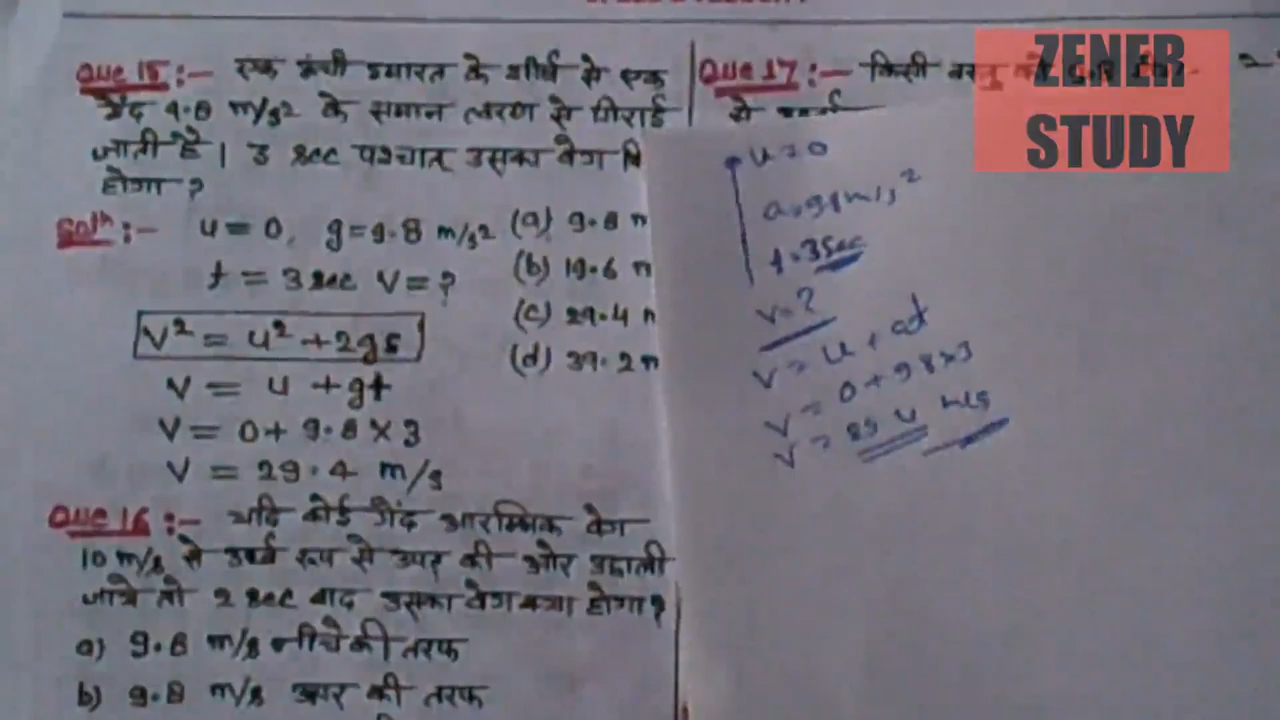 Que 15 :- एक ऊंची इमारत के शीर्ष से एक
गेंद 9.8 m/s2 के समान त्वरण से गिराई
जाती है। 3 sec पश्चात् उसका वेग
होगा ?
Soln :- u = 0, g = 9.8 m/s2
t = 3 sec V = ?
V2 = u2 + 2gs
V = u + gt
V = 0 + 9.8 × 3
V = 29.4 m/s
(a) 9.8 m
(b) 19.6 m
(c) 29.4 m
(d) 39.2 m
Que 16 :- यदि कोई गेंद आरम्भिक वेग
10 m/s से उर्ध्व रूप से उपर की ओर उछाली
जाये तो 2 sec बाद उसका वेग क्या होगा ?
a) 9.8 m/s नीचे की तरफ
b) 9.8 m/s उपर की तरफ
Que 17 :- किसी वस्तु को
से
u = 0
t = 3 sec
v = ?
v = u + at
v = 0 + 9.8×3
ZENER
STUDY